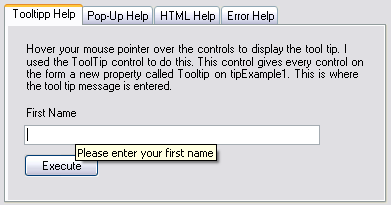 Tooltipp Help Pop-Up Help HTML Help Error Help
Hover your mouse pointer over the controls to display the tool tip. I
used the ToolTip control to do this. This control gives every control on
the form a new property called Tooltip on tipExample1. This is where
the tool tip message is entered.
First Name
Please enter your first name
Execute